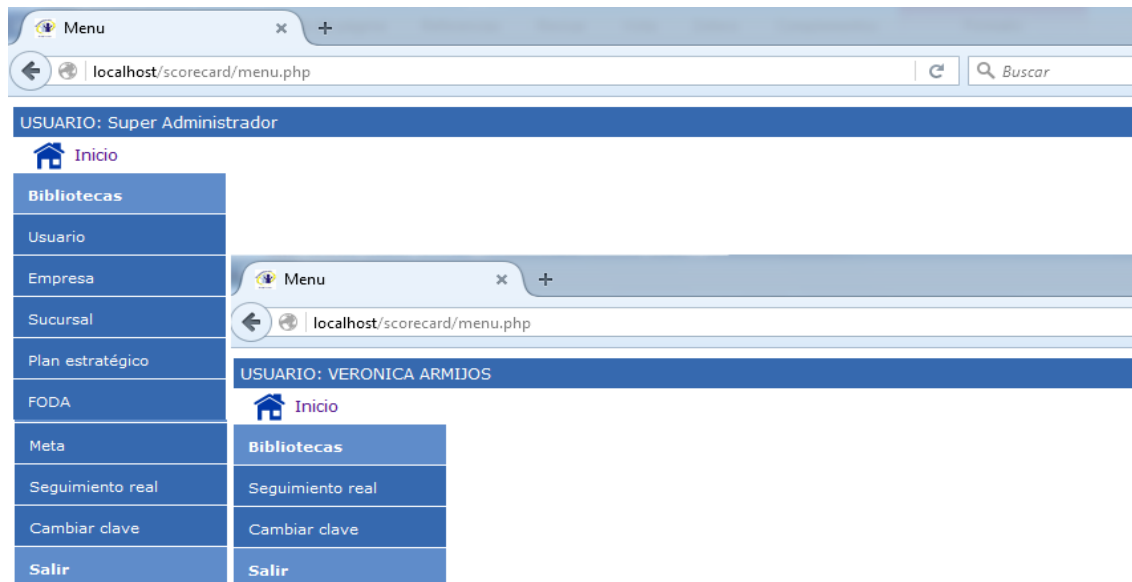 Menu
localhost/scorecard/menu.php
Buscar
USUARIO: Super Administrador
Inicio
Bibliotecas
Usuario
Empresa
Sucursal
Plan estratégico
FODA
Meta
Seguimiento real
Cambiar clave
Salir
Menu
localhost/scorecard/menu.php
USUARIO: VERONICA ARMIJOS
Inicio
Bibliotecas
Seguimiento real
Cambiar clave
Salir